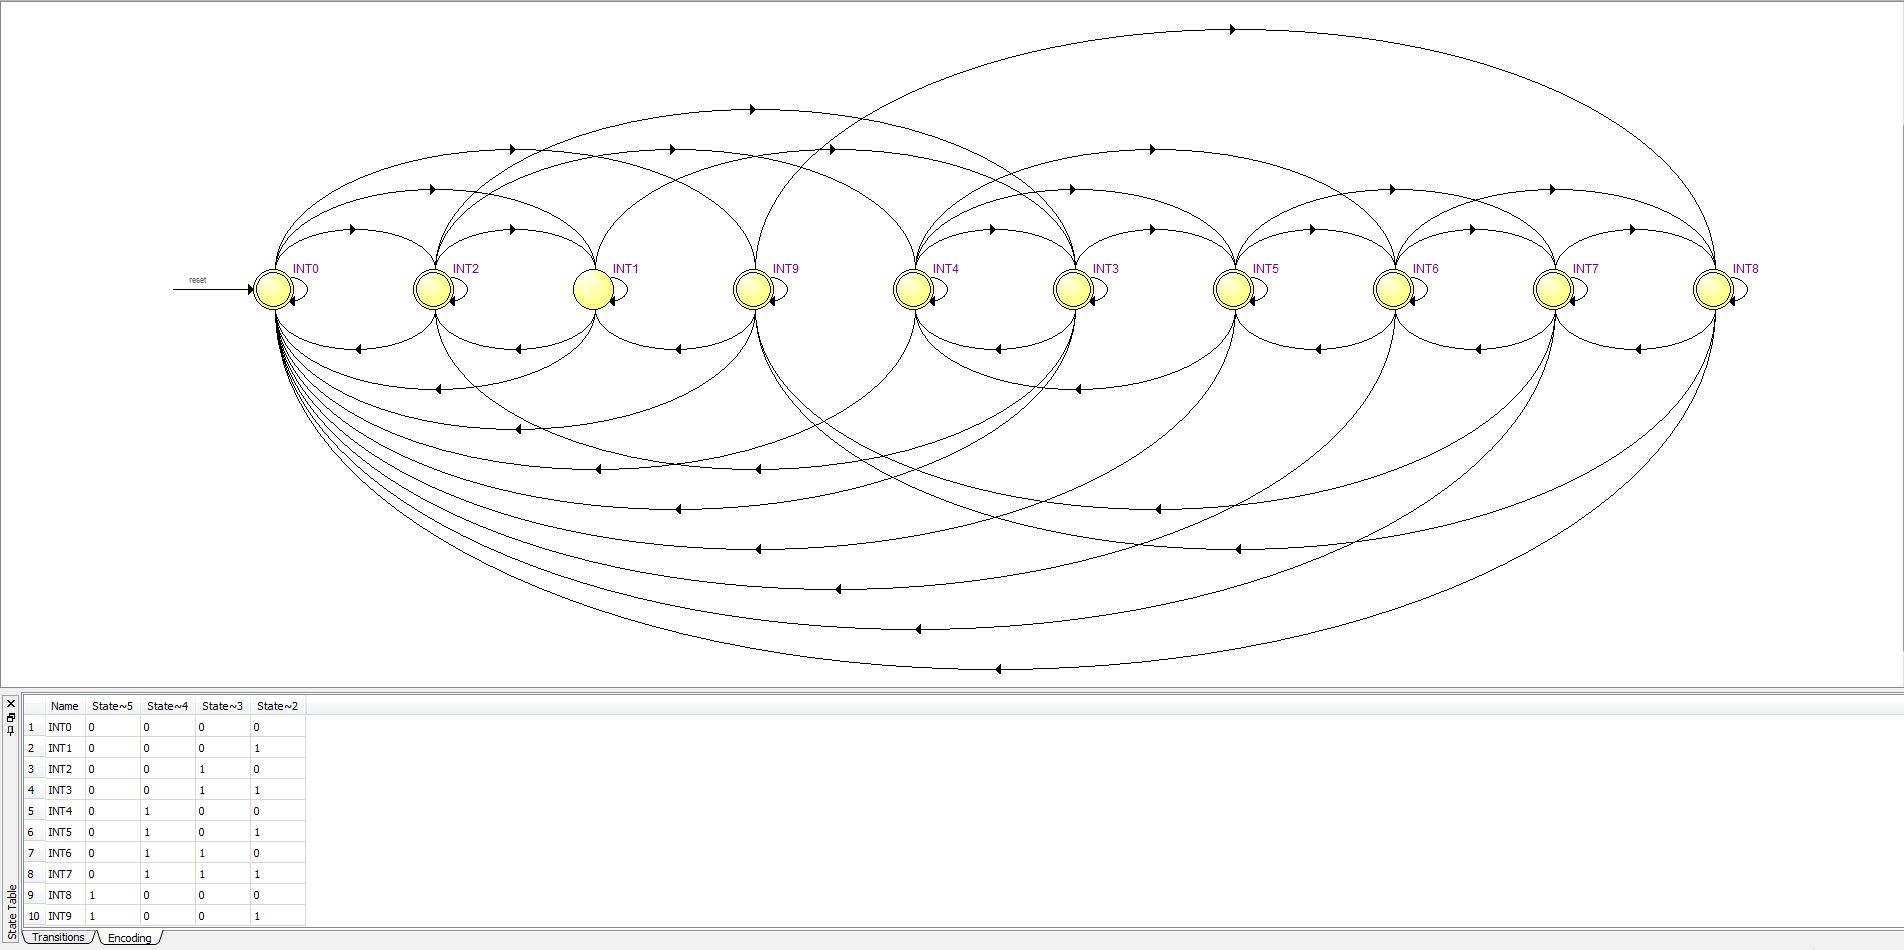 reset
INT0 INT2 INT1 INT9 INT4 INT3 INT5 INT6 INT7 INT8
Name State~5 State~4 State~3 State~2
1 INT0 0 0 0 0
2 INT1 0 0 0 1
3 INT2 0 0 1 0
4 INT3 0 0 1 1
5 INT4 0 1 0 0
6 INT5 0 1 0 1
7 INT6 0 1 1 0
8 INT7 0 1 1 1
9 INT8 1 0 0 0
10 INT9 1 0 0 1
State Table
Transitions Encoding